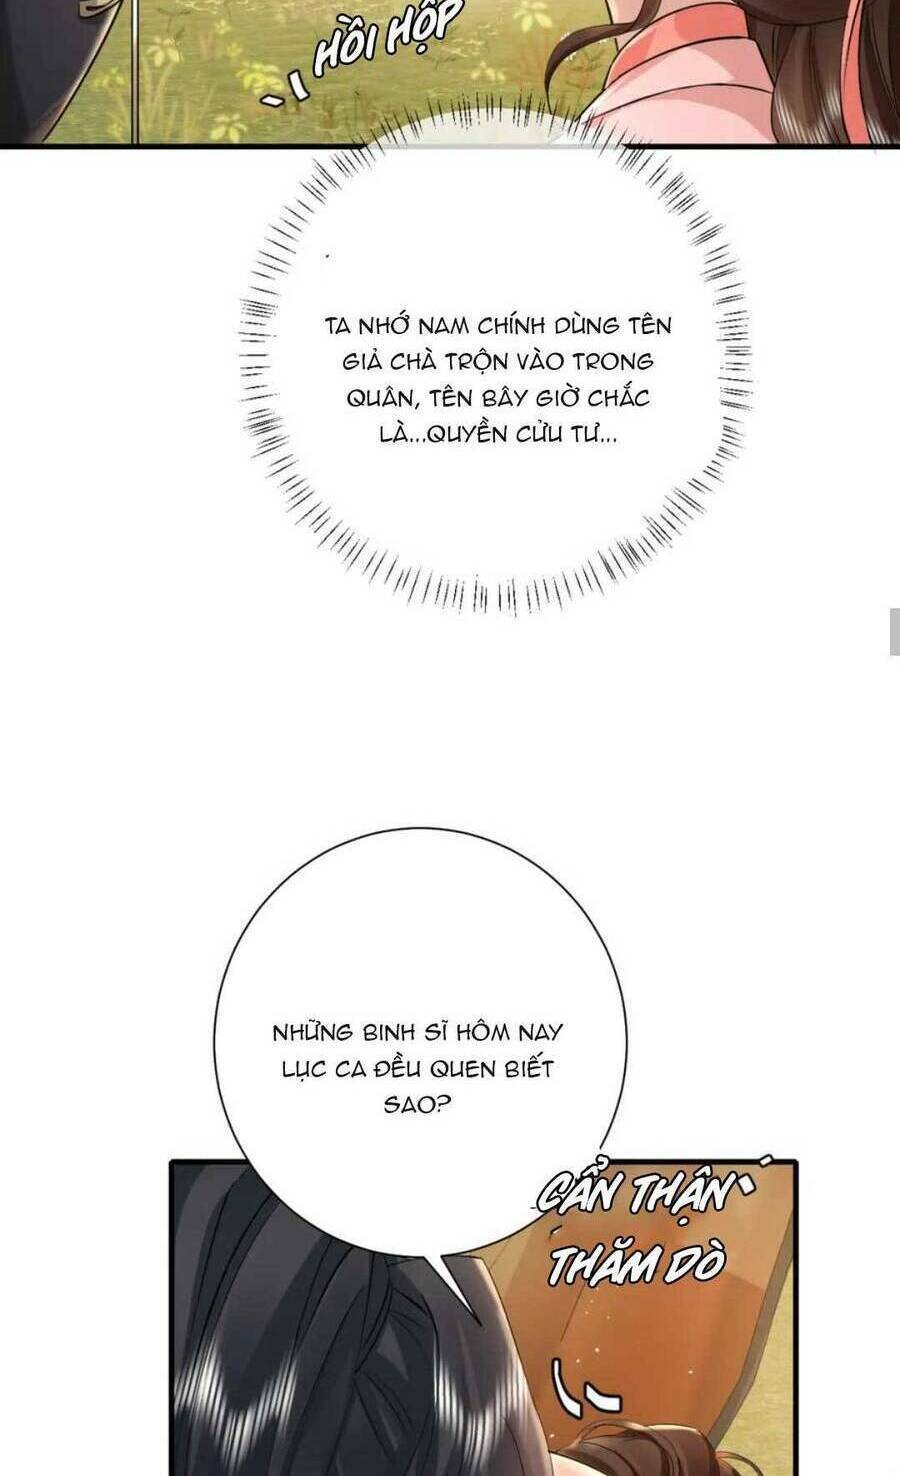 HỒI HỘP
TA NHỚ NAM CHÍNH DÙNG TÊN
GIẢ CHÀ TRỘN VÀO TRONG
QUÂN, TÊN BÂY GIỜ CHẮC
LÀ...QUYỀN CỬU TƯ...
NHỮNG BINH SĨ HÔM NAY
LỤC CA ĐỀU QUEN BIẾT
SAO?
CẨN THẬN
THĂM DÒ